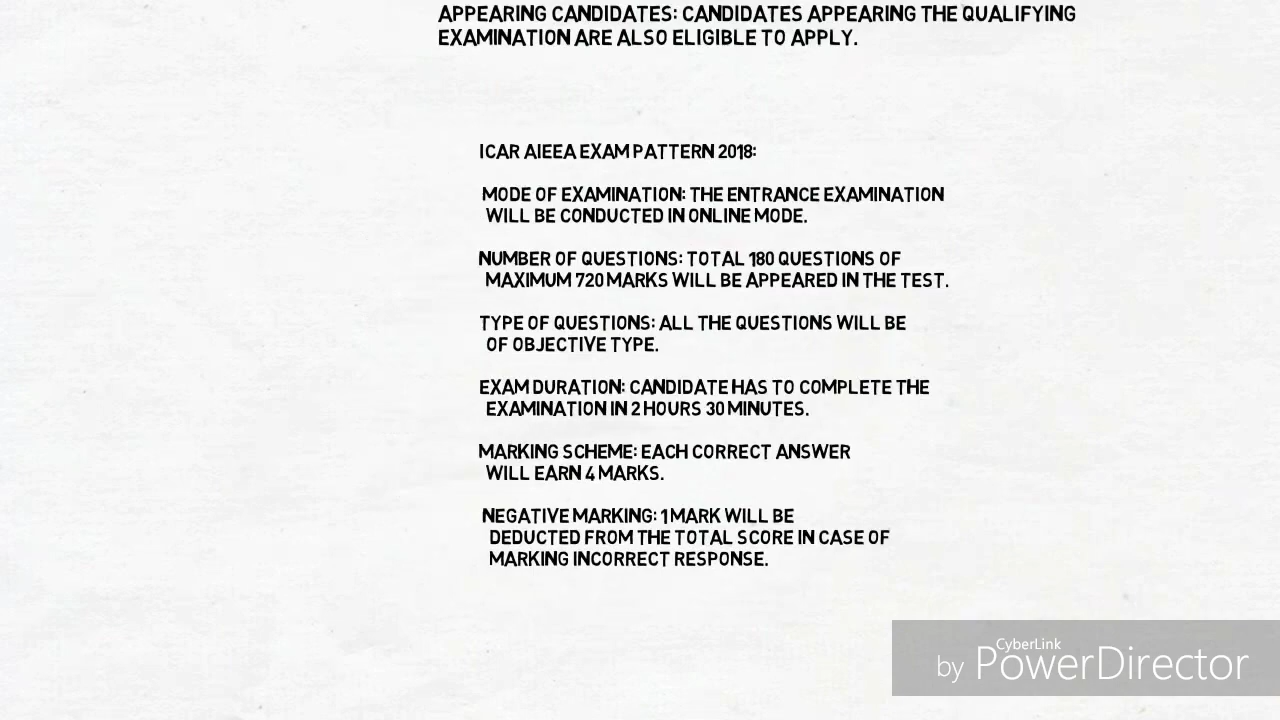 APPEARING CANDIDATES: CANDIDATES APPEARING THE QUALIFYING
EXAMINATION ARE ALSO ELIGIBLE TO APPLY.
ICAR AIEEA EXAM PATTERN 2018:
MODE OF EXAMINATION: THE ENTRANCE EXAMINATION
WILL BE CONDUCTED IN ONLINE MODE.
NUMBER OF QUESTIONS: TOTAL 180 QUESTIONS OF
MAXIMUM 720 MARKS WILL BE APPEARED IN THE TEST.
TYPE OF QUESTIONS: ALL THE QUESTIONS WILL BE
OF OBJECTIVE TYPE.
EXAM DURATION: CANDIDATE HAS TO COMPLETE THE
EXAMINATION IN 2 HOURS 30 MINUTES.
MARKING SCHEME: EACH CORRECT ANSWER
WILL EARN 4 MARKS.
NEGATIVE MARKING: 1 MARK WILL BE
DEDUCTED FROM THE TOTAL SCORE IN CASE OF
MARKING INCORRECT RESPONSE.
CyberLink
by PowerDirector